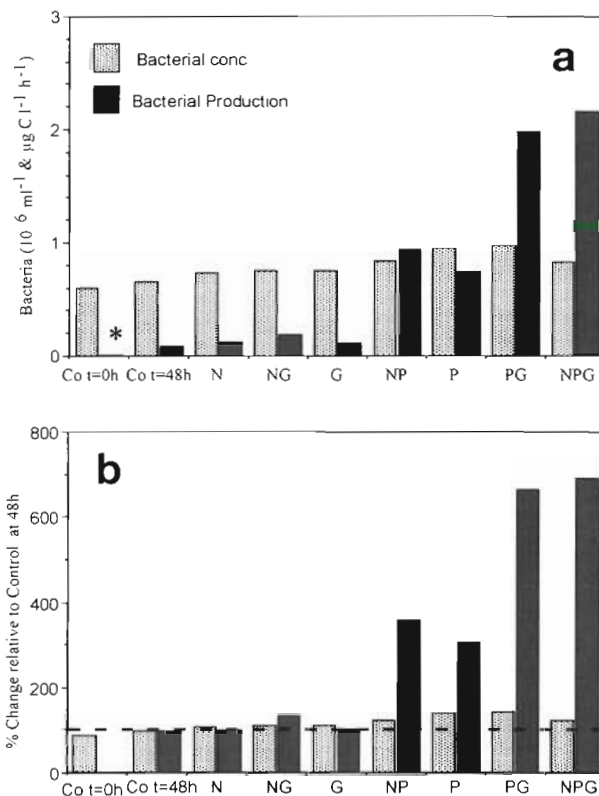 3
a
Bacterial conc
Bacterial Production
2
1
0
Bacteria (10 6 ml-1 & µg C l-1 h-1)
*
Co t=0h Co t=48h N NG G NP P PG NPG
800
b
600
400
200
0
% Change relative to Control at 48h
Co t=0h Co t=48h N NG G NP P PG NPG